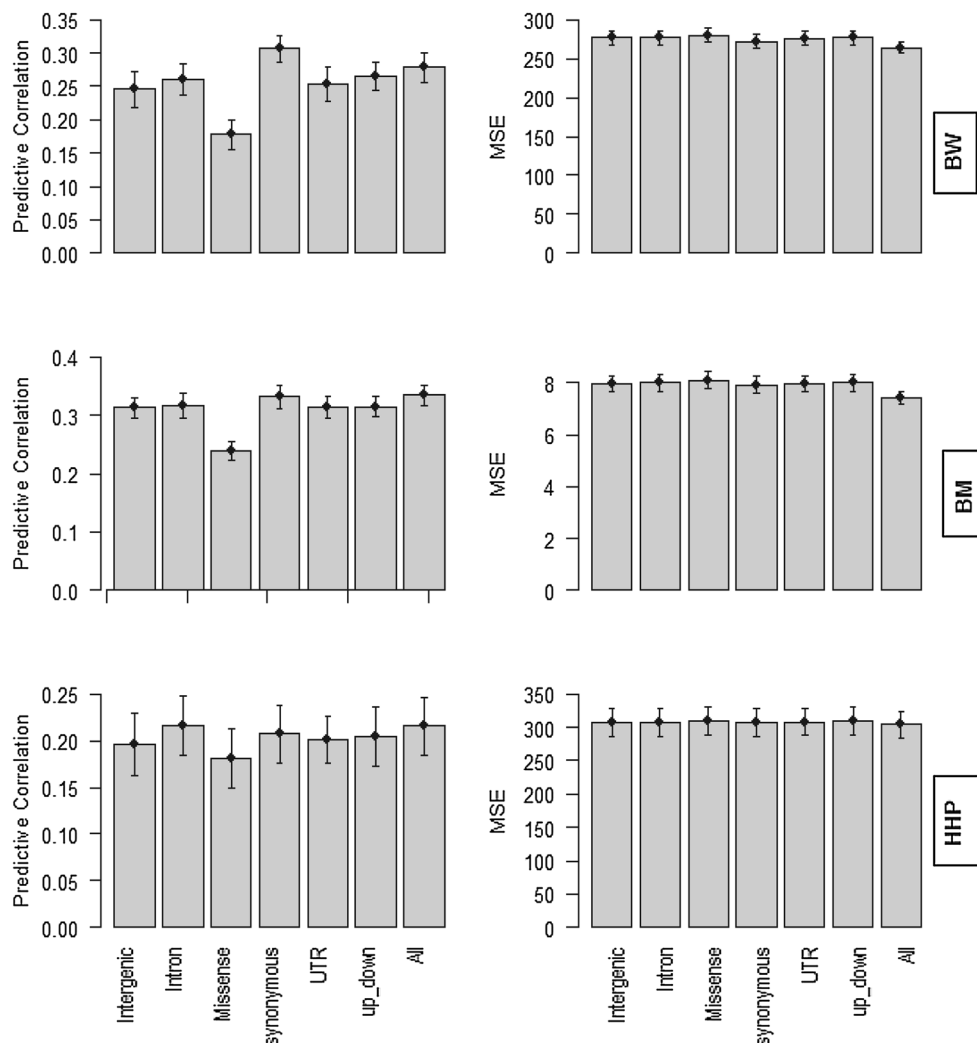 Predictive Correlation
0.35
0.30
0.25
0.20
0.15
0.10
0.05
0.00
MSE
300
250
200
150
100
50
0
BW
Predictive Correlation
0.4
0.3
0.2
0.1
0.0
MSE
8
6
4
2
0
BM
Predictive Correlation
0.25
0.20
0.15
0.10
0.05
0.00
Intergenic
Intron
Missense
synonymous
UTR
up_down
All
MSE
350
300
250
200
150
100
50
0
Intergenic
Intron
Missense
synonymous
UTR
up_down
All
HHP